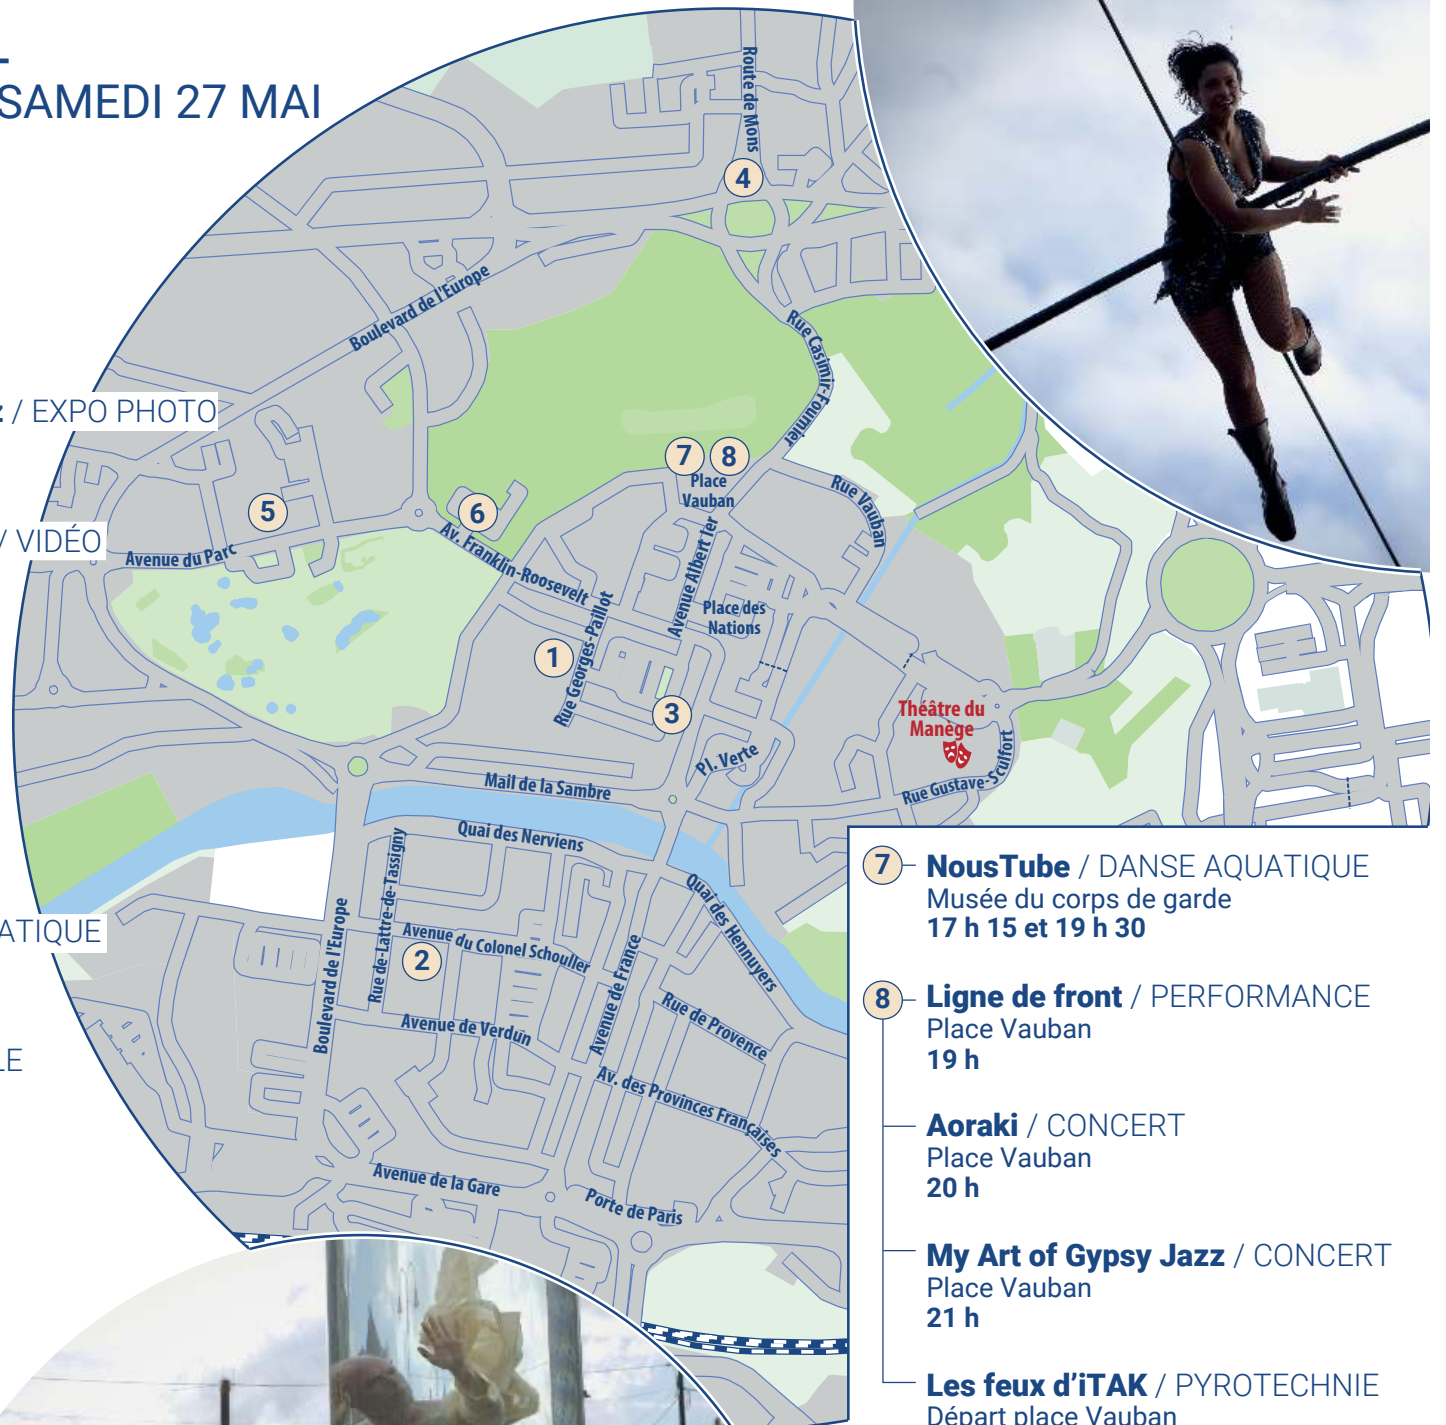 SAMEDI 27 MAI
/ EXPO PHOTO
/ VIDÉO
ATIQUE
LE
Route de Mons
4
Boulevard de l'Europe
Rue Casimir-Fournier
7
8
Place
Vauban
Rue Vauban
5
6
Avenue du Parc
Av. Franklin-Roosevelt
Avenue Albert Ier
Place des
Nations
Rue Georges-Paillot
1
3
Théâtre du
Manège
Pl. Verte
Rue Gustave-Sculfort
Mail de la Sambre
Quai des Nerviens
Rue de-Lattre-de-Tassigny
Quai des Hennuyers
Boulevard de l'Europe
Avenue du Colonel Schouller
2
Avenue de France
Rue de Provence
Avenue de Verdun
Av. des Provinces Françaises
Avenue de la Gare
Porte de Paris
7 NousTube / DANSE AQUATIQUE
Musée du corps de garde
17 h 15 et 19 h 30
8 Ligne de front / PERFORMANCE
Place Vauban
19 h
Aoraki / CONCERT
Place Vauban
20 h
My Art of Gypsy Jazz / CONCERT
Place Vauban
21 h
Les feux d'iTAK / PYROTECHNIE
Départ place Vauban